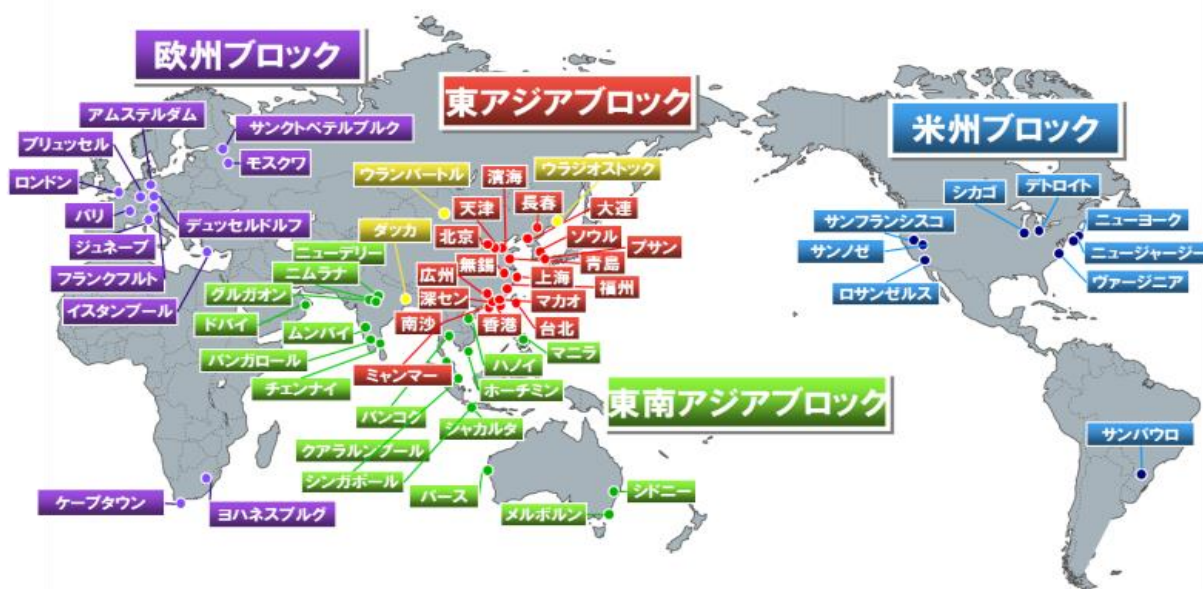 欧州ブロック
東アジアブロック
米州ブロック
アムステルダム
サンクトペテルブルク
ブリュッセル
モスクワ
ロンドン
パリ
デュッセルドルフ
ジュネーブ
フランクフルト
イスタンブール
ケープタウン
ヨハネスブルグ
ウランバートル
ウラジオストック
ダッカ
濱海
天津
長春
大連
北京
ソウル
プサン
無錫
青島
広州
上海
福州
深セン
マカオ
南沙
香港
台北
ミャンマー
ニューデリー
ニムラナ
グルガオン
ドバイ
ムンバイ
バンガロール
チェンナイ
マニラ
ハノイ
ホーチミン
バンコク
ジャカルタ
クアラルンプール
シンガポール
東南アジアブロック
パース
シドニー
メルボルン
シカゴ
デトロイト
サンフランシスコ
ニューヨーク
サンノゼ
ニュージャージー
ロサンゼルス
ヴァージニア
サンパウロ